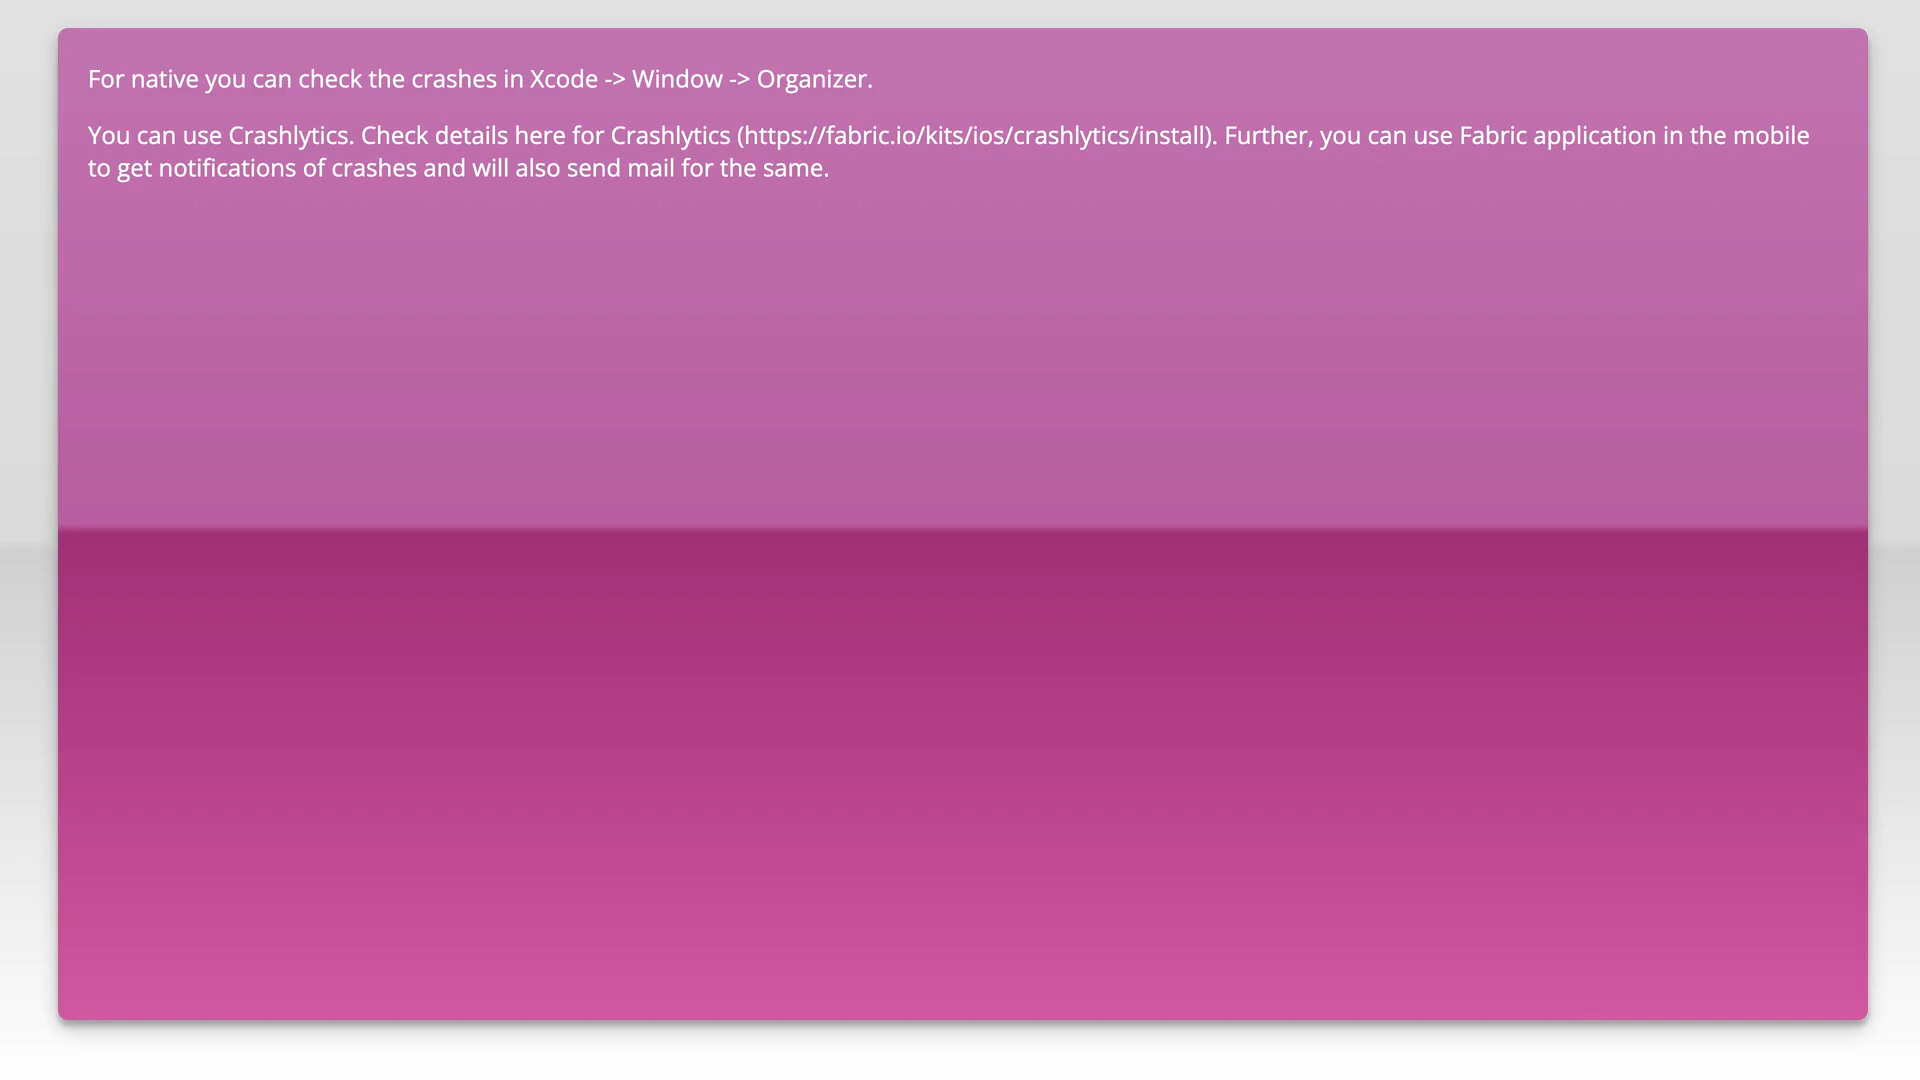 For native you can check the crashes in Xcode -> Window -> Organizer.
You can use Crashlytics. Check details here for Crashlytics (https://fabric.io/kits/ios/crashlytics/install). Further, you can use Fabric application in the mobile
to get notifications of crashes and will also send mail for the same.